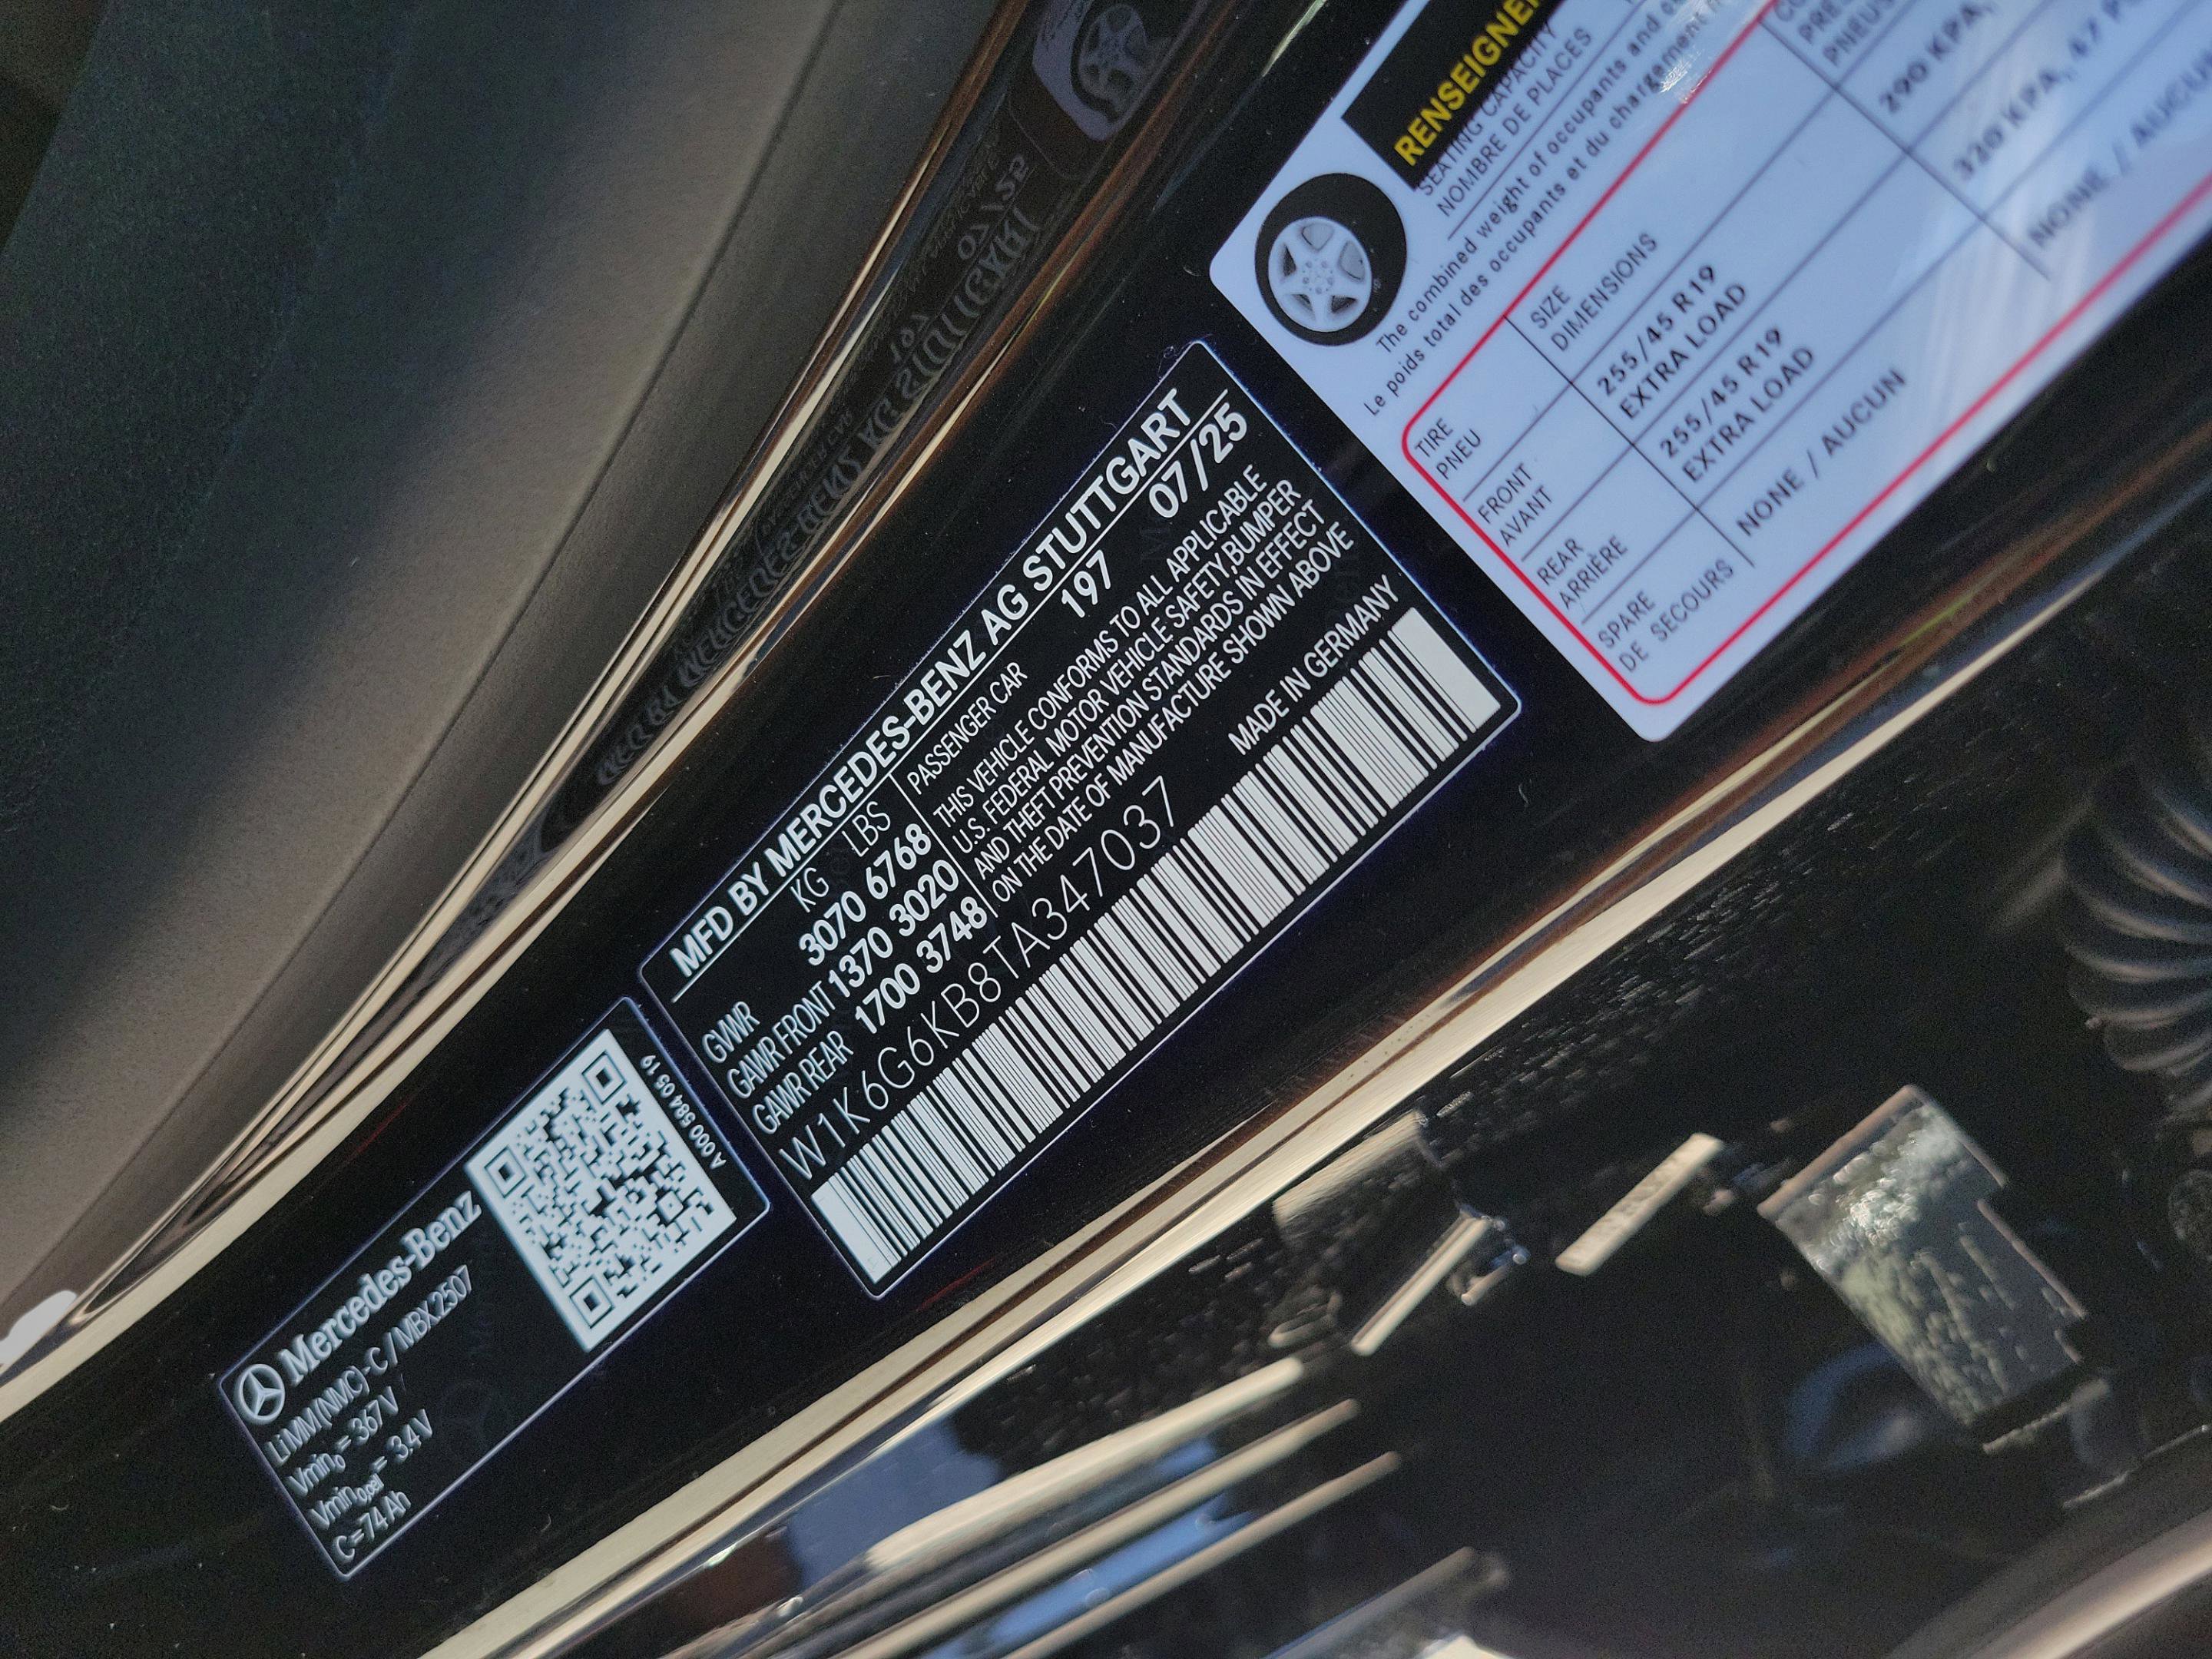 Mercedes-Benz
LiMM(NMC)-C /MBX2507
Vmin0= 367V
Vmin0,cell = 3.4 V
C=74Ah
A 000 584 05 19
MFD BY MERCEDES-BENZ AG STUTTGART
KG LBS
197 07/25
GVWR 3070 6768
GAWR FRONT 1370 3020
GAWR REAR 1700 3748
PASSENGER CAR
THIS VEHICLE CONFORMS TO ALL APPLICABLE
U.S. FEDERAL MOTOR VEHICLE SAFETY,BUMPER
AND THEFT PREVENTION STANDARDS IN EFFECT
ON THE DATE OF MANUFACTURE SHOWN ABOVE
W1K6G6KB8TA347037
MADE IN GERMANY
SEATING CAPACITY
NOMBRE DE PLACES
The combined weight of occupants and
Le poids total des occupants et du chargement
TIRE
PNEU
SIZE
DIMENSIONS
FRONT
AVANT
255/45 R19
EXTRA LOAD
290 KPA,
REAR
ARRIÈRE
255/45 R19
EXTRA LOAD
320 KPA, 47
SPARE
DE SECOURS
NONE / AUCUN
NONE / AUCUN